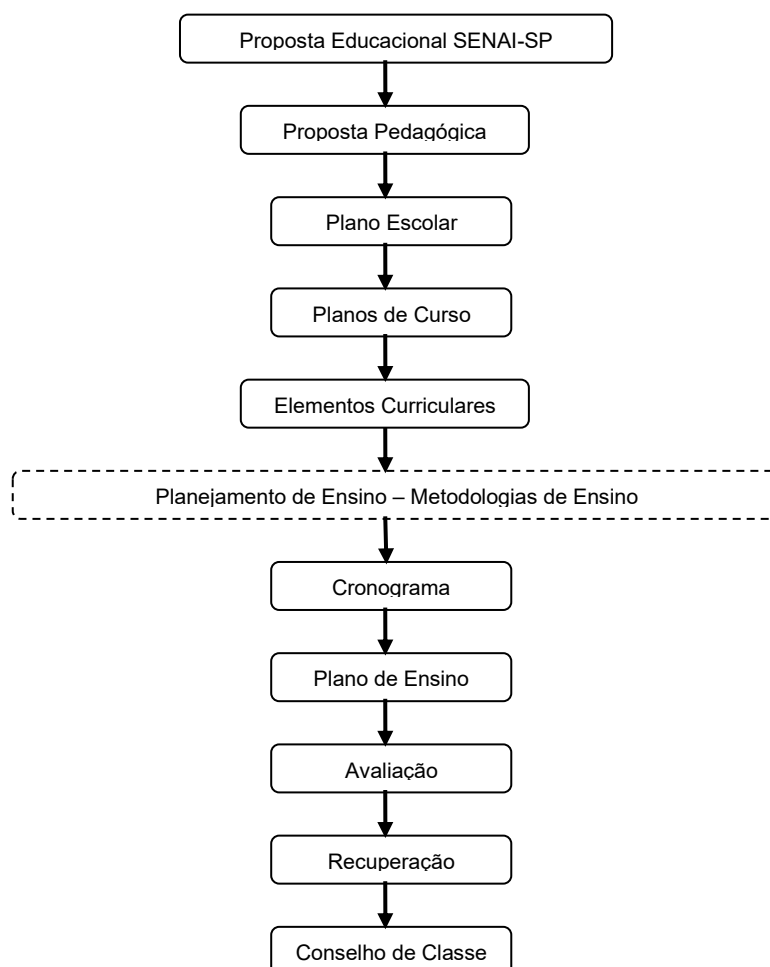 Proposta Educacional SENAI-SP
Proposta Pedagógica
Plano Escolar
Planos de Curso
Elementos Curriculares
Planejamento de Ensino – Metodologias de Ensino
Cronograma
Plano de Ensino
Avaliação
Recuperação
Conselho de Classe